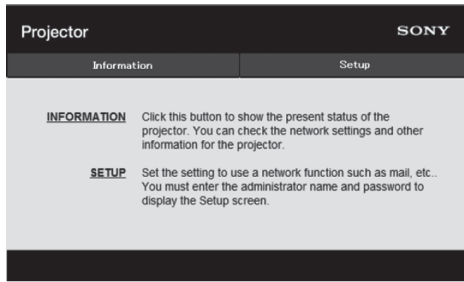 Projector SONY
Information Setup
INFORMATION Click this button to show the present status of the
projector. You can check the network settings and other
information for the projector.
SETUP Set the setting to use a network function such as mail, etc..
You must enter the administrator name and password to
display the Setup screen.